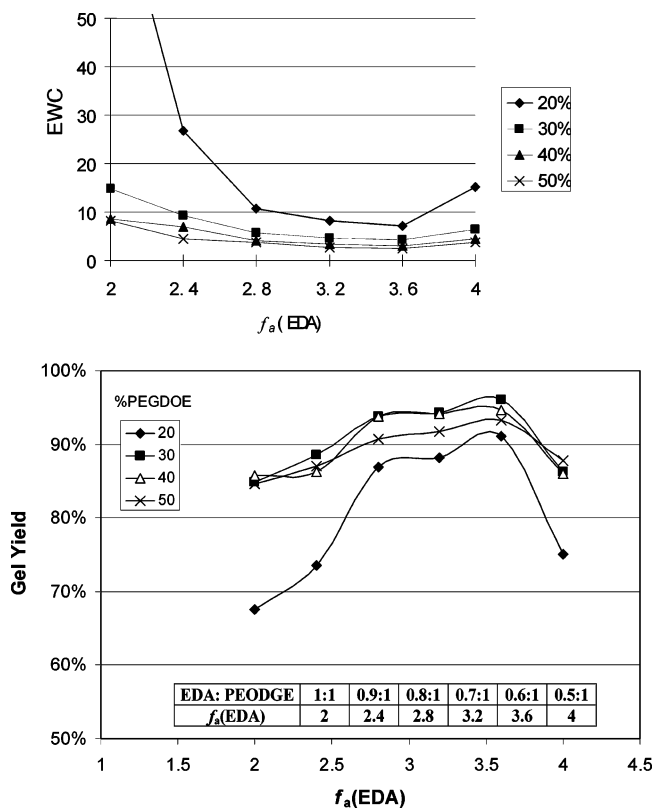 50
40
30
20
10
0
EWC
2 2.4 2.8 3.2 3.6 4
fa(EDA)
20%
30%
40%
50%
100%
90%
80%
70%
60%
50%
Gel Yield
%PEGDOE
20
30
40
50
EDA: PEODGE 1:1 0.9:1 0.8:1 0.7:1 0.6:1 0.5:1
fa(EDA) 2 2.4 2.8 3.2 3.6 4
1 1.5 2 2.5 3 3.5 4 4.5
fa(EDA)